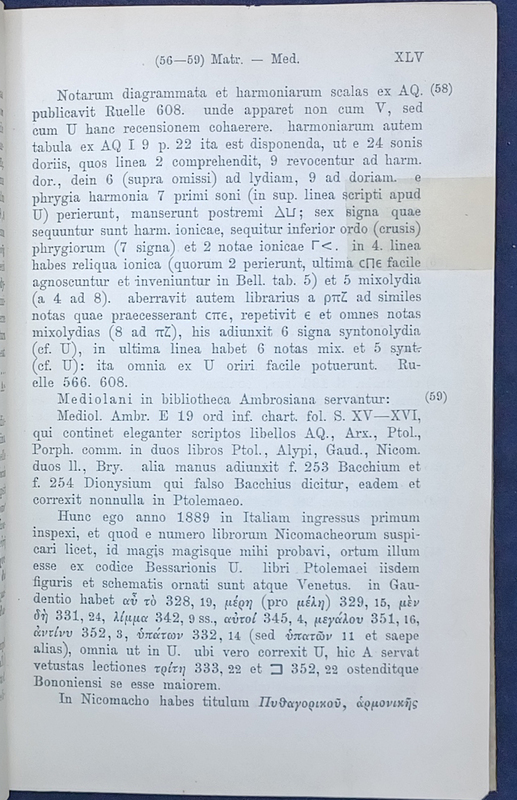 (56—59) Matr. — Med. XLV
Notarum diagrammata et harmoniarum scalas ex AQ. (58)
publicavit Ruelle 608. unde apparet non cum V, sed
cum U hanc recensionem cohaerere. harmoniarum autem
tabula ex AQ I 9 p. 22 ita est disponenda, ut e 24 sonis
doriis, quos linea 2 comprehendit, 9 revocentur ad harm.
dor., dein 6 (supra omissi) ad lydiam, 9 ad doriam. e
phrygia harmonia 7 primi soni (in sup. linea scripti apud
U) perierunt, manserunt postremi ΔU; sex signa quae
sequuntur sunt harm. ionicae, sequitur inferior ordo (crusis)
phrygiorum (7 signa) et 2 notae ionicae Γ<. in 4. linea
habes reliqua ionica (quorum 2 perierunt, ultima cΠe facile
agnoscuntur et inveniuntur in Bell. tab. 5) et 5 mixolydia
(a 4 ad 8). aberravit autem librarius a ρπζ ad similes
notas quae praecesserant cπe, repetivit e et omnes notas
mixolydias (8 ad πζ), his adiunxit 6 signa syntonolydia
(cf. U), in ultima linea habet 6 notas mix. et 5 synt.
(cf. U): ita omnia ex U oriri facile potuerunt. Ru-
elle 566. 608.
Mediolani in bibliotheca Ambrosiana servantur: (59)
Mediol. Ambr. E 19 ord inf. chart. fol. S. XV—XVI,
qui continet eleganter scriptos libellos AQ., Arx., Ptol.,
Porph. comm. in duos libros Ptol., Alypi, Gaud., Nicom.
duos ll., Bry. alia manus adiunxit f. 253 Bacchium et
f. 254 Dionysium qui falso Bacchius dicitur, eadem et
correxit nonnulla in Ptolemaeo.
Hunc ego anno 1889 in Italiam ingressus primum
inspexi, et quod e numero librorum Nicomacheorum suspi-
cari licet, id magis magisque mihi probavi, ortum illum
esse ex codice Bessarionis U. libri Ptolemaei iisdem
figuris et schematis ornati sunt atque Venetus. in Gau-
dentio habet αὖ τὸ 328, 19, μέρη (pro μέλη) 329, 15, μὲν
δὴ 331, 24, λίμμα 342, 9 ss., αὐτοί 345, 4, μεγάλου 351, 16,
ἀντίνυ 352, 3, ὑπάτων 332, 14 (sed ὑπατῶν 11 et saepe
alias), omnia ut in U. ubi vero correxit U, hic A servat
vetustas lectiones τρίτη 333, 22 et ⊐ 352, 22 ostenditque
Bononiensi se esse maiorem.
In Nicomacho habes titulum Πυθαγορικοῦ, ἁρμονικῆς